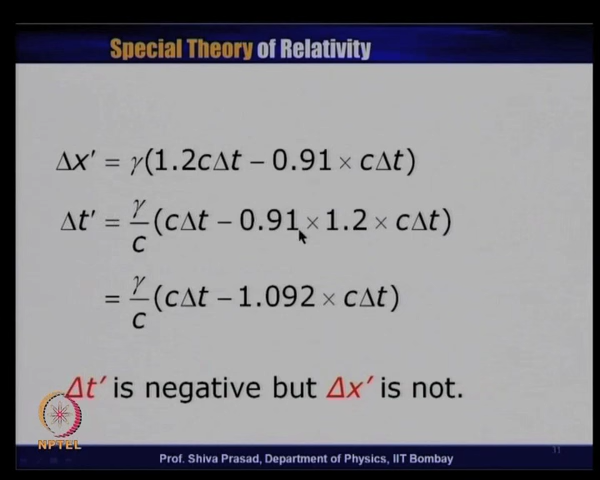 Special Theory of Relativity
Δx′ = γ(1.2cΔt – 0.91 × cΔt)
Δt′ = γ/c (cΔt – 0.91 × 1.2 × cΔt)
= γ/c (cΔt – 1.092 × cΔt)
Δt′ is negative but Δx′ is not.
NPTEL
Prof. Shiva Prasad, Department of Physics, IIT Bombay